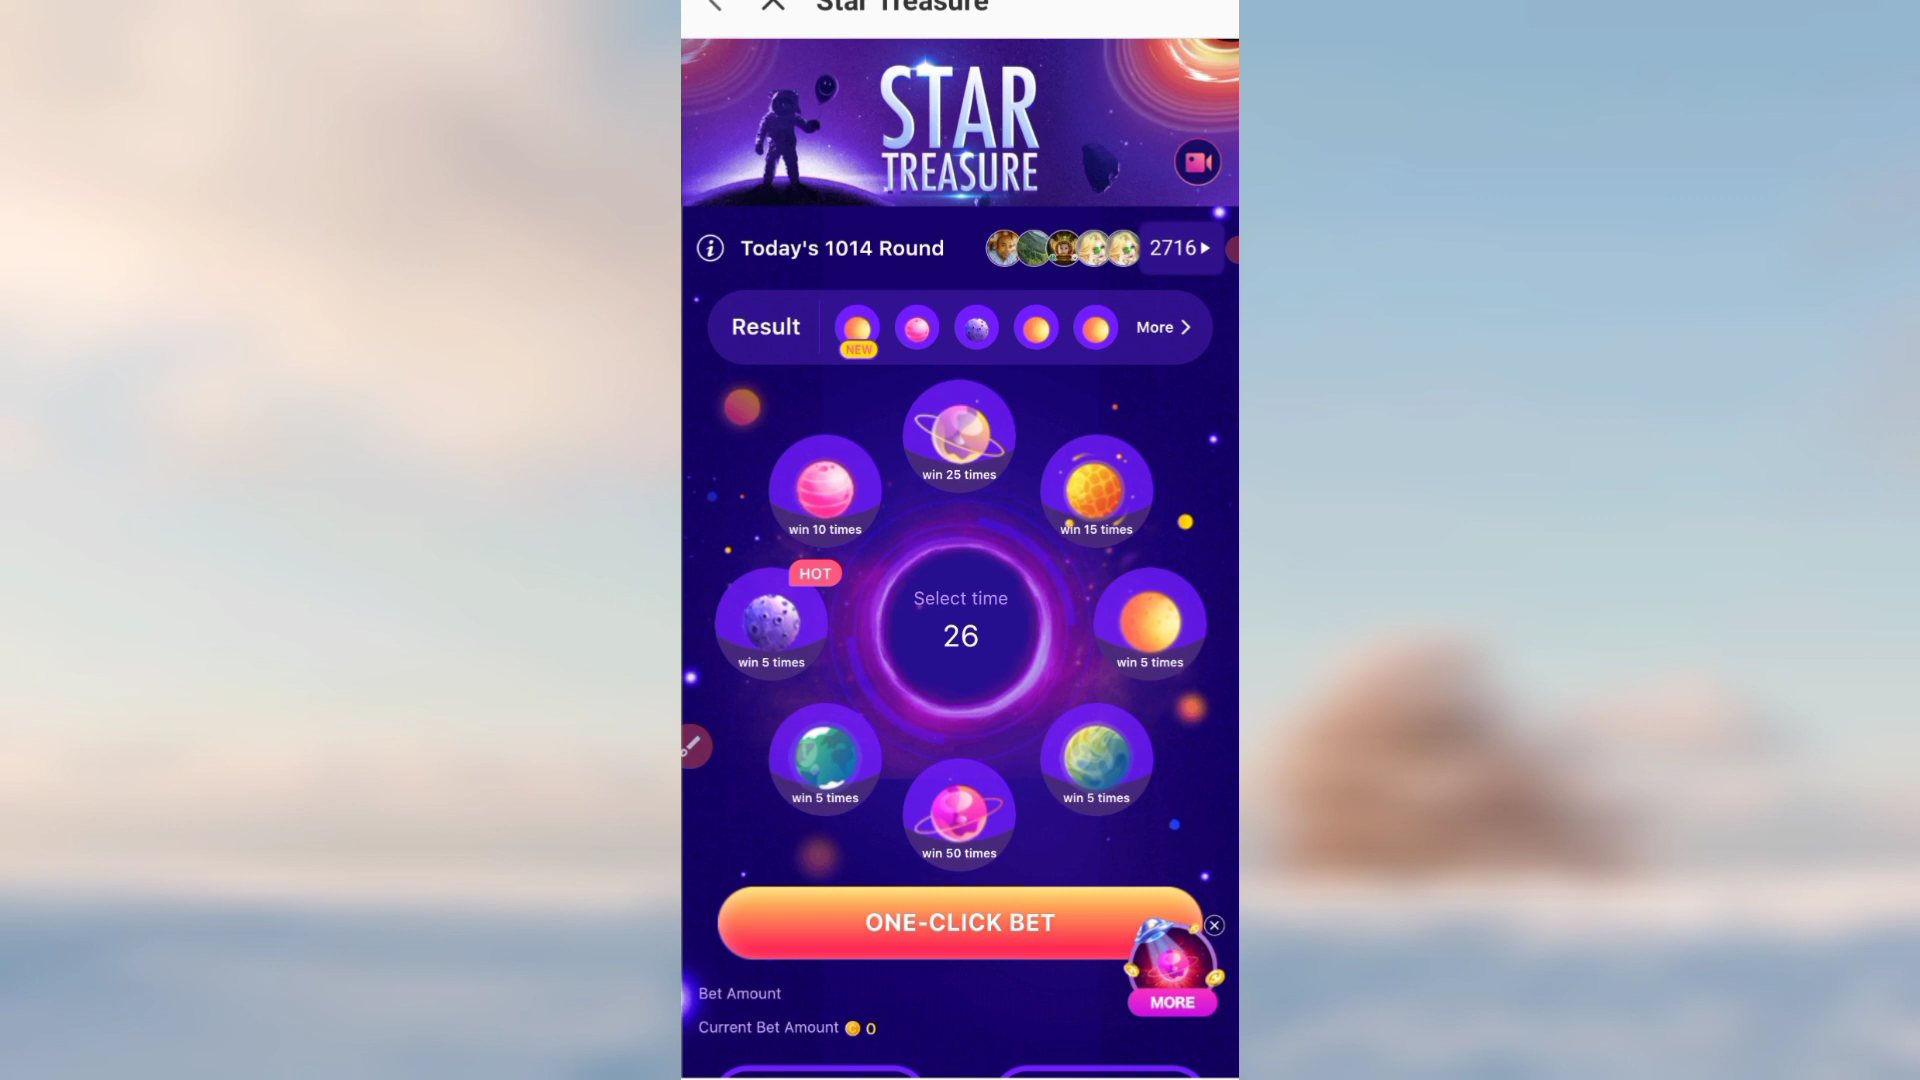 Star Treasure
STAR
TREASURE
Today's 1014 Round
2716
Result
NEW
More
win 25 times
win 10 times
win 15 times
HOT
Select time
26
win 5 times
win 5 times
win 5 times
win 5 times
win 50 times
ONE-CLICK BET
MORE
Bet Amount
Current Bet Amount 0